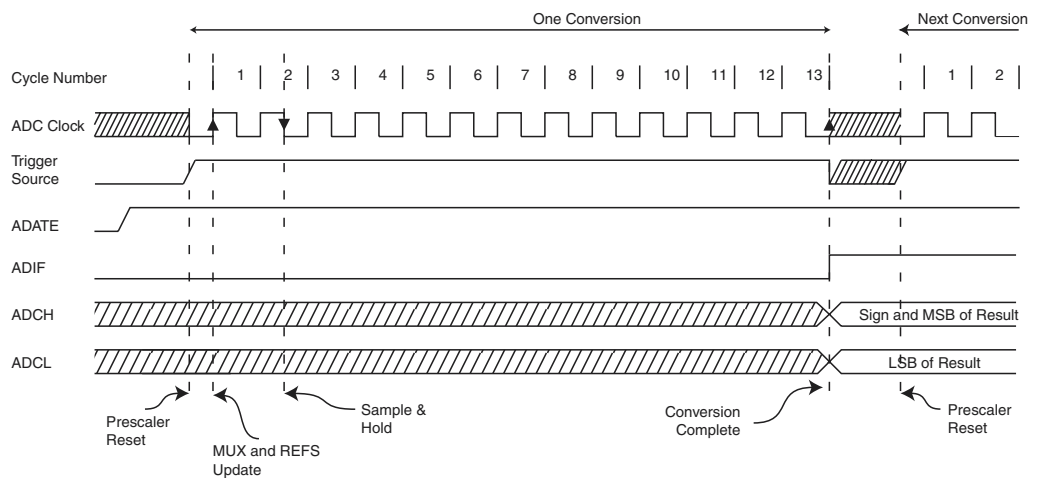 One Conversion
Next Conversion
Cycle Number
1 2 3 4 5 6 7 8 9 10 11 12 13 1 2
ADC Clock
Trigger
Source
ADATE
ADIF
ADCH
Sign and MSB of Result
ADCL
LSB of Result
Prescaler
Reset
MUX and REFS
Update
Sample &
Hold
Conversion
Complete
Prescaler
Reset